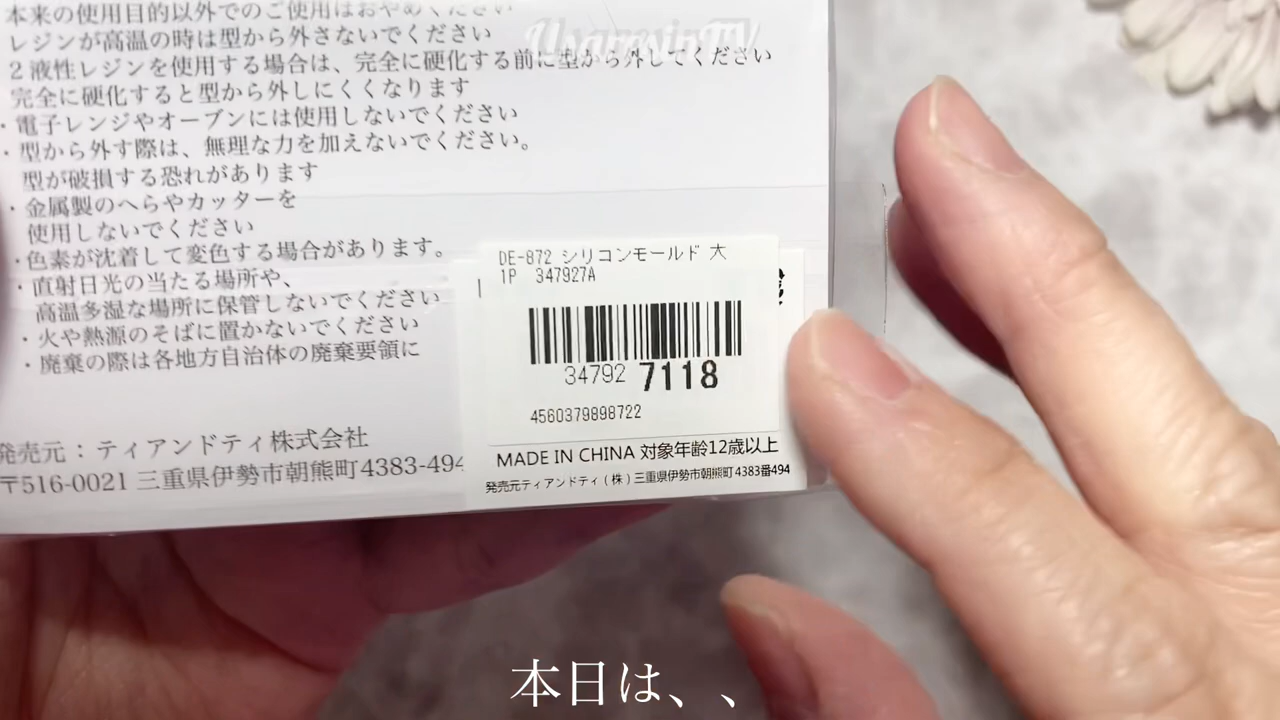 本来の使用目的以外でのご使用はおやめください
レジンが高温の時は型から外さないでください
2液性レジンを使用する場合は、完全に硬化する前に型から外してください
完全に硬化すると型から外しにくくなります
・電子レンジやオーブンには使用しないでください
・型から外す際は、無理な力を加えないでください。
型が破損する恐れがあります
・金属製のへらやカッターを
使用しないでください
・色素が沈着して変色する場合があります。
・直射日光の当たる場所や、
高温多湿な場所に保管しないでください
・火や熱源のそばに置かないでください
・廃棄の際は各地方自治体の廃棄要領に
発売元：ティアンドティ株式会社
〒516-0021 三重県伊勢市朝熊町4383-494
DE-872 シリコンモールド 大
1P 347927A
34792 7118
4560379898722
MADE IN CHINA 対象年齢12歳以上
発売元ティアンドティ(株)三重県伊勢市朝熊町4383番494
本日は、、